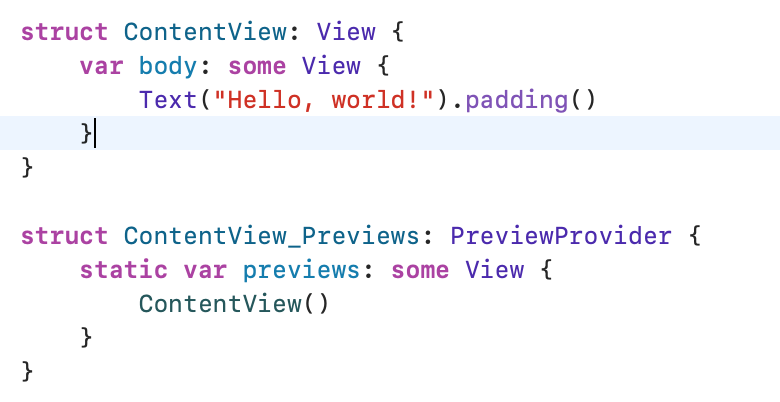 struct ContentView: View {
    var body: some View {
        Text("Hello, world!").padding()
    }
}

struct ContentView_Previews: PreviewProvider {
    static var previews: some View {
        ContentView()
    }
}